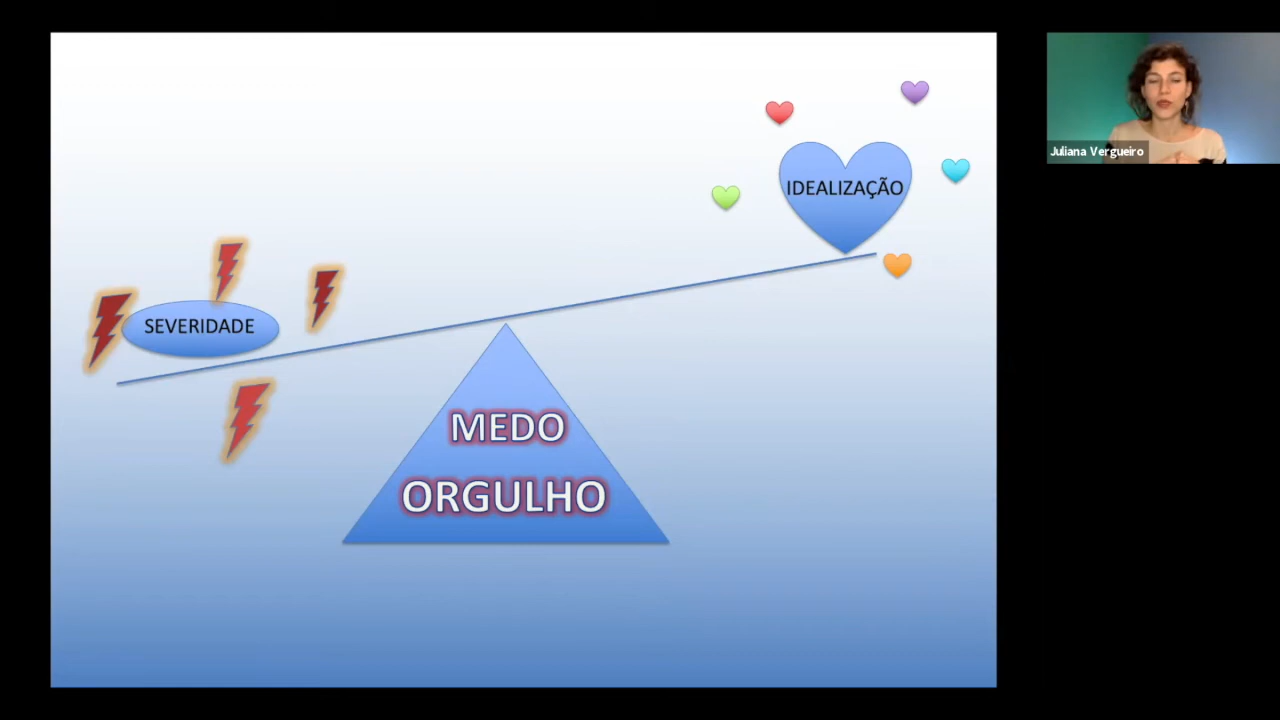 IDEALIZAÇÃO
SEVERIDADE
MEDO
ORGULHO
Juliana Vergueiro